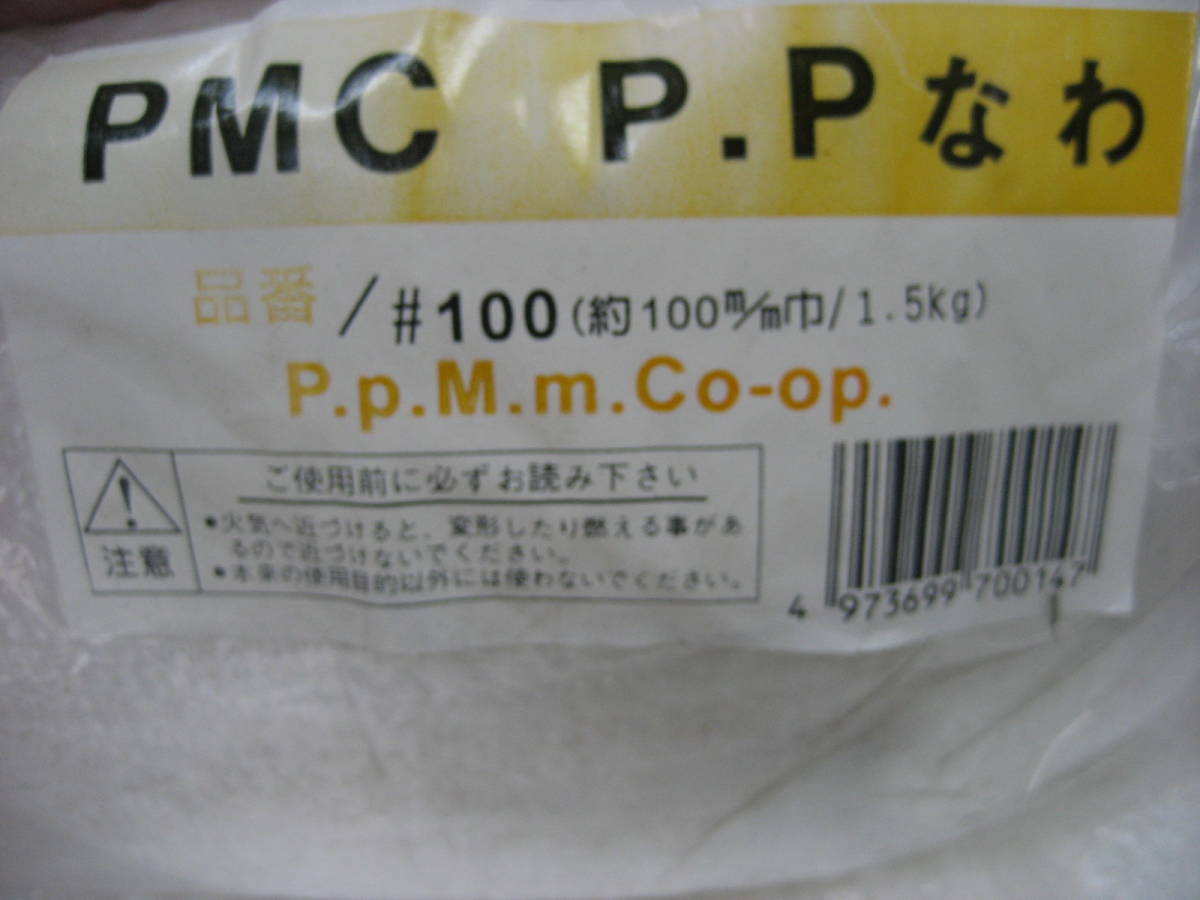 PMC P.Pなわ
品番/#100(約100m/m巾/1.5kg)
P.p.M.m.Co-op.
ご使用前に必ずお読み下さい
注意
•火気へ近づけると、変形したり燃える事があ
るので近づけないでください。
•本来の使用目的以外には使わないでください。
4 973699 700147